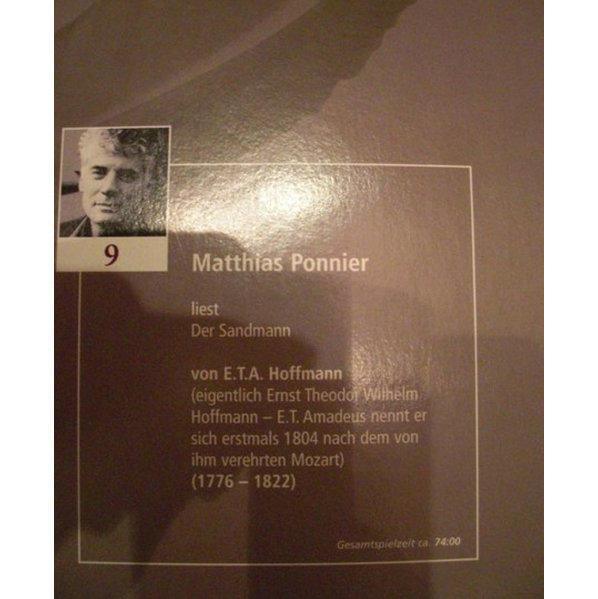 9
Matthias Ponnier
liest
Der Sandmann
von E.T.A. Hoffmann
(eigentlich Ernst Theodor Wilhelm
Hoffmann – E.T. Amadeus nennt er
sich erstmals 1804 nach dem von
ihm verehrten Mozart)
(1776 – 1822)
Gesamtspielzeit ca. 74:00